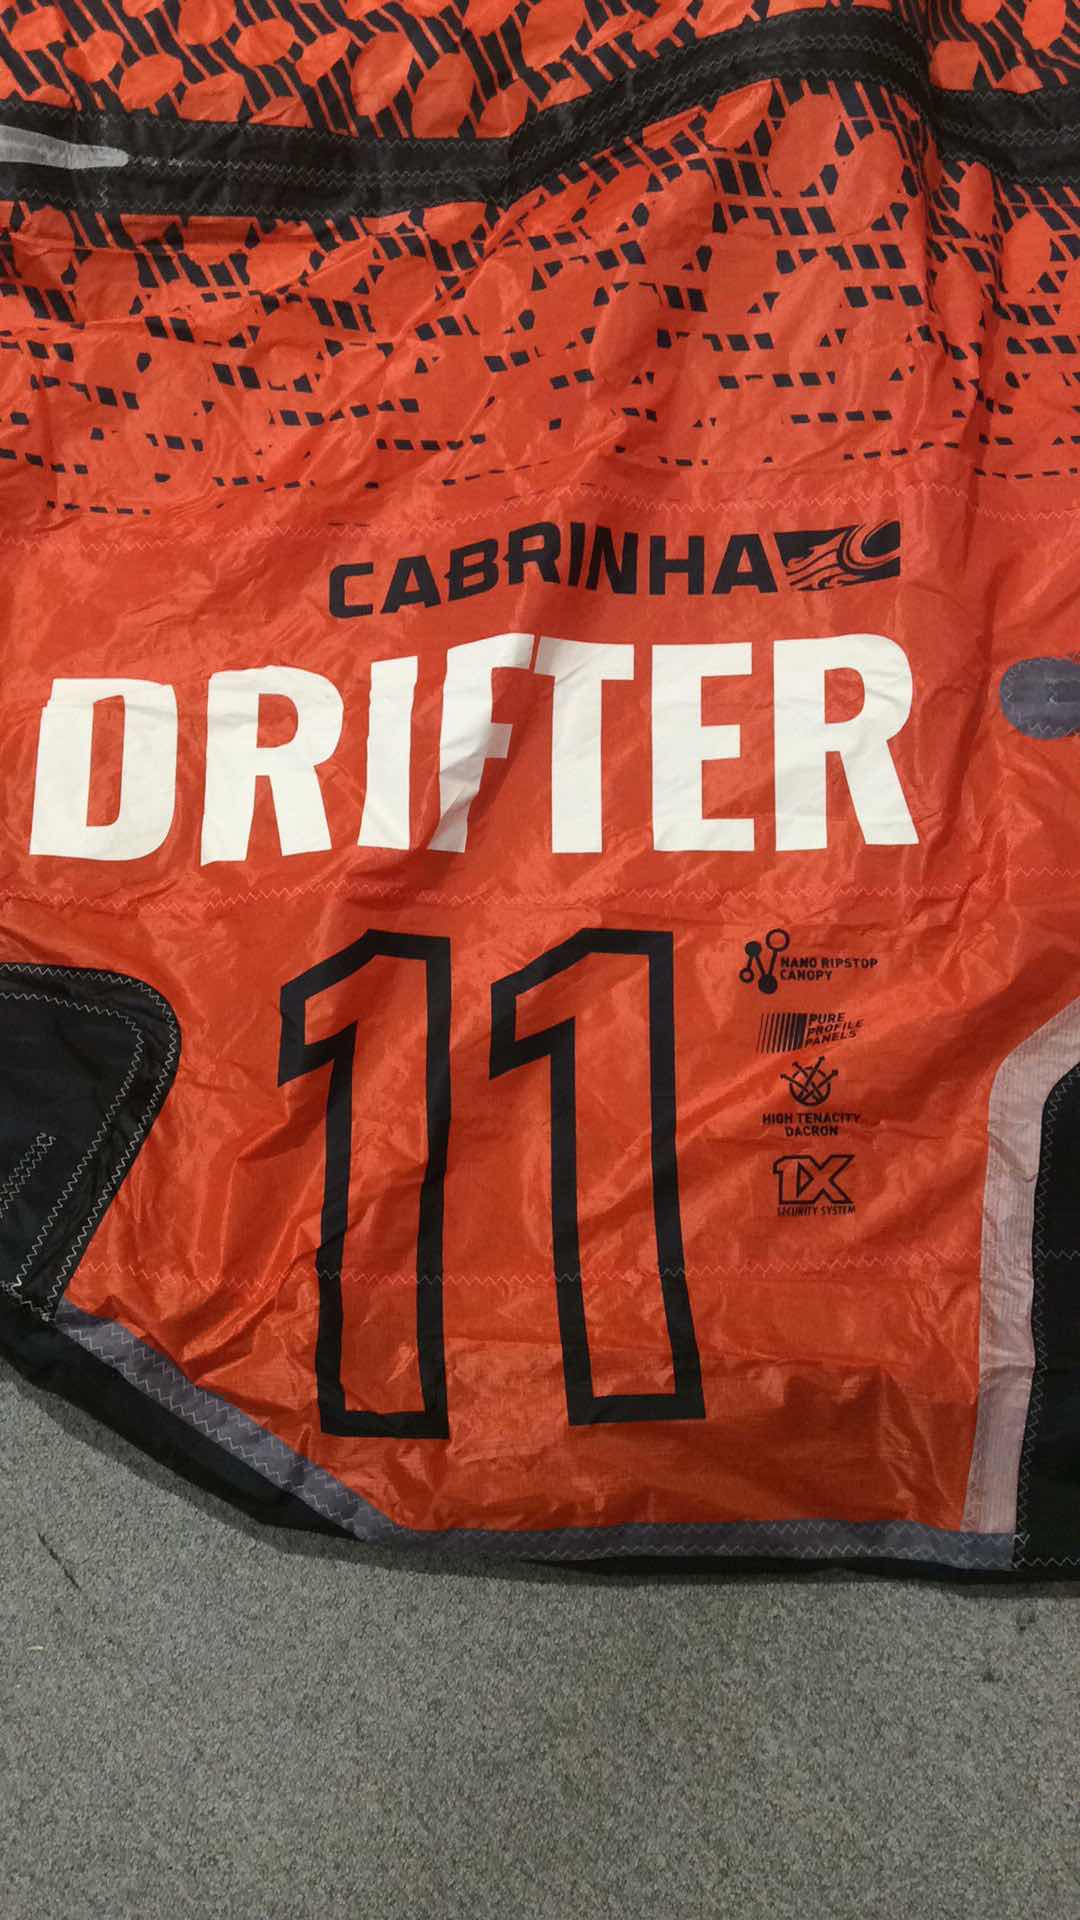 CABRINHA
DRIFTER
11
NANO RIPSTOP
CANOPY
PURE
PROFILE
PANELS
HIGH TENACITY
DACRON
1X
SECURITY SYSTEM